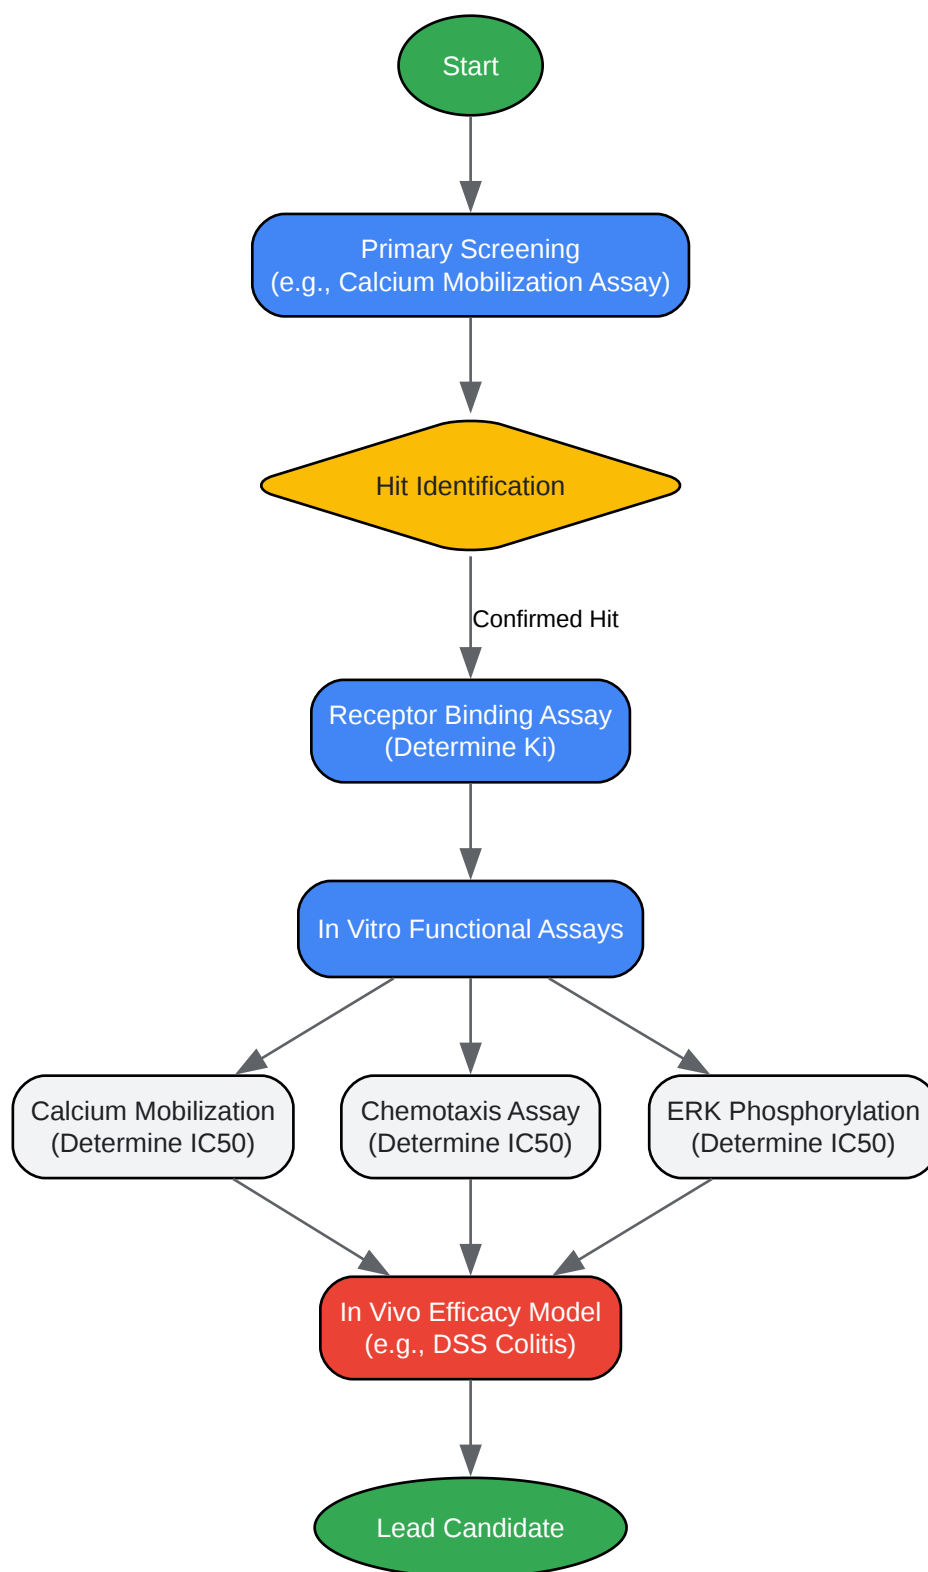 Start
Primary Screening
(e.g., Calcium Mobilization Assay)
Hit Identification
Confirmed Hit
Receptor Binding Assay
(Determine Ki)
In Vitro Functional Assays
Calcium Mobilization
(Determine IC50)
Chemotaxis Assay
(Determine IC50)
ERK Phosphorylation
(Determine IC50)
In Vivo Efficacy Model
(e.g., DSS Colitis)
Lead Candidate